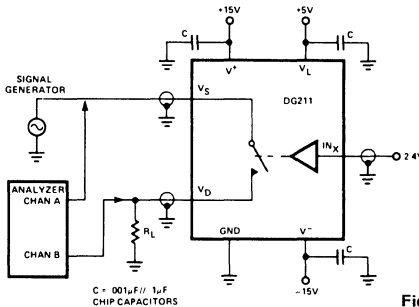 +15V
+5V
C
C
V+
VL
SIGNAL
GENERATOR
VS
DG211
INX
2 4V
ANALYZER
CHAN A
VD
RL
CHAN B
GND
V−
C
−15V
C = 001μF// 1μF
CHIP CAPACITORS
Fig